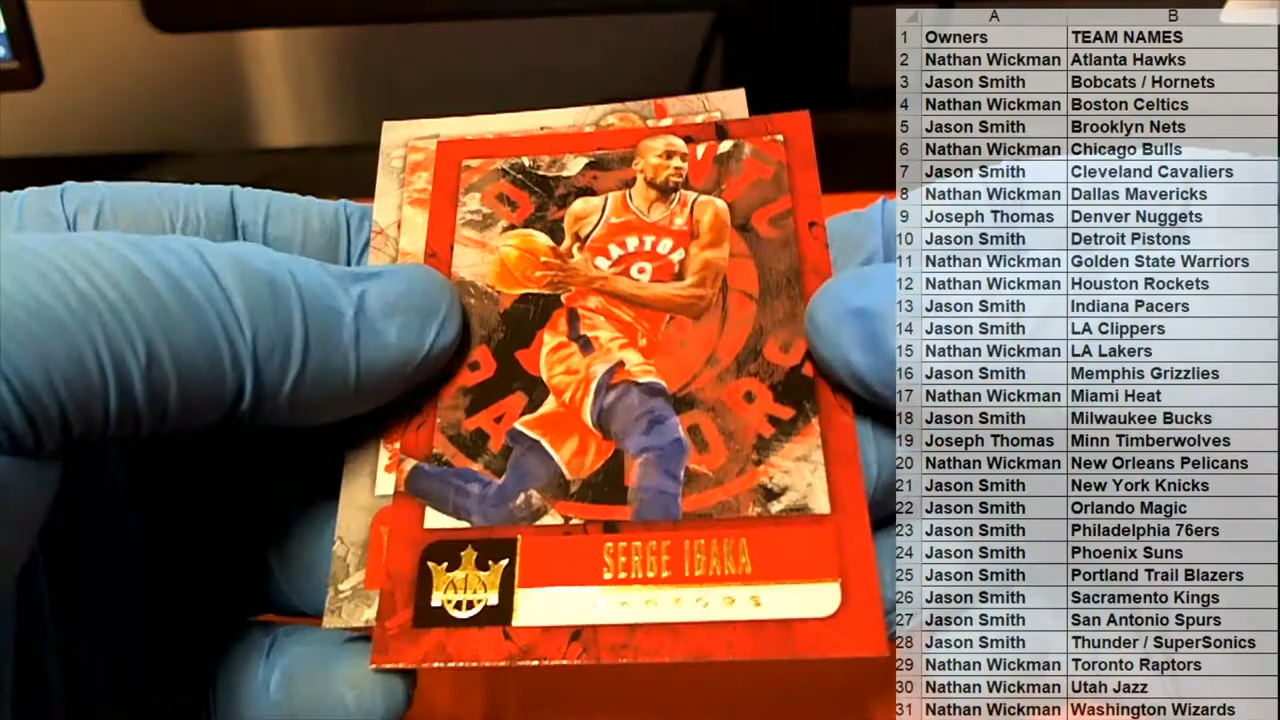 RAPTOR
9
SERGE IBAKA
A B
1 Owners TEAM NAMES
2 Nathan Wickman Atlanta Hawks
3 Jason Smith Bobcats / Hornets
4 Nathan Wickman Boston Celtics
5 Jason Smith Brooklyn Nets
6 Nathan Wickman Chicago Bulls
7 Jason Smith Cleveland Cavaliers
8 Nathan Wickman Dallas Mavericks
9 Joseph Thomas Denver Nuggets
10 Jason Smith Detroit Pistons
11 Nathan Wickman Golden State Warriors
12 Nathan Wickman Houston Rockets
13 Jason Smith Indiana Pacers
14 Jason Smith LA Clippers
15 Nathan Wickman LA Lakers
16 Jason Smith Memphis Grizzlies
17 Nathan Wickman Miami Heat
18 Jason Smith Milwaukee Bucks
19 Joseph Thomas Minn Timberwolves
20 Nathan Wickman New Orleans Pelicans
21 Jason Smith New York Knicks
22 Jason Smith Orlando Magic
23 Jason Smith Philadelphia 76ers
24 Jason Smith Phoenix Suns
25 Jason Smith Portland Trail Blazers
26 Jason Smith Sacramento Kings
27 Jason Smith San Antonio Spurs
28 Jason Smith Thunder / SuperSonics
29 Nathan Wickman Toronto Raptors
30 Nathan Wickman Utah Jazz
31 Nathan Wickman Washington Wizards